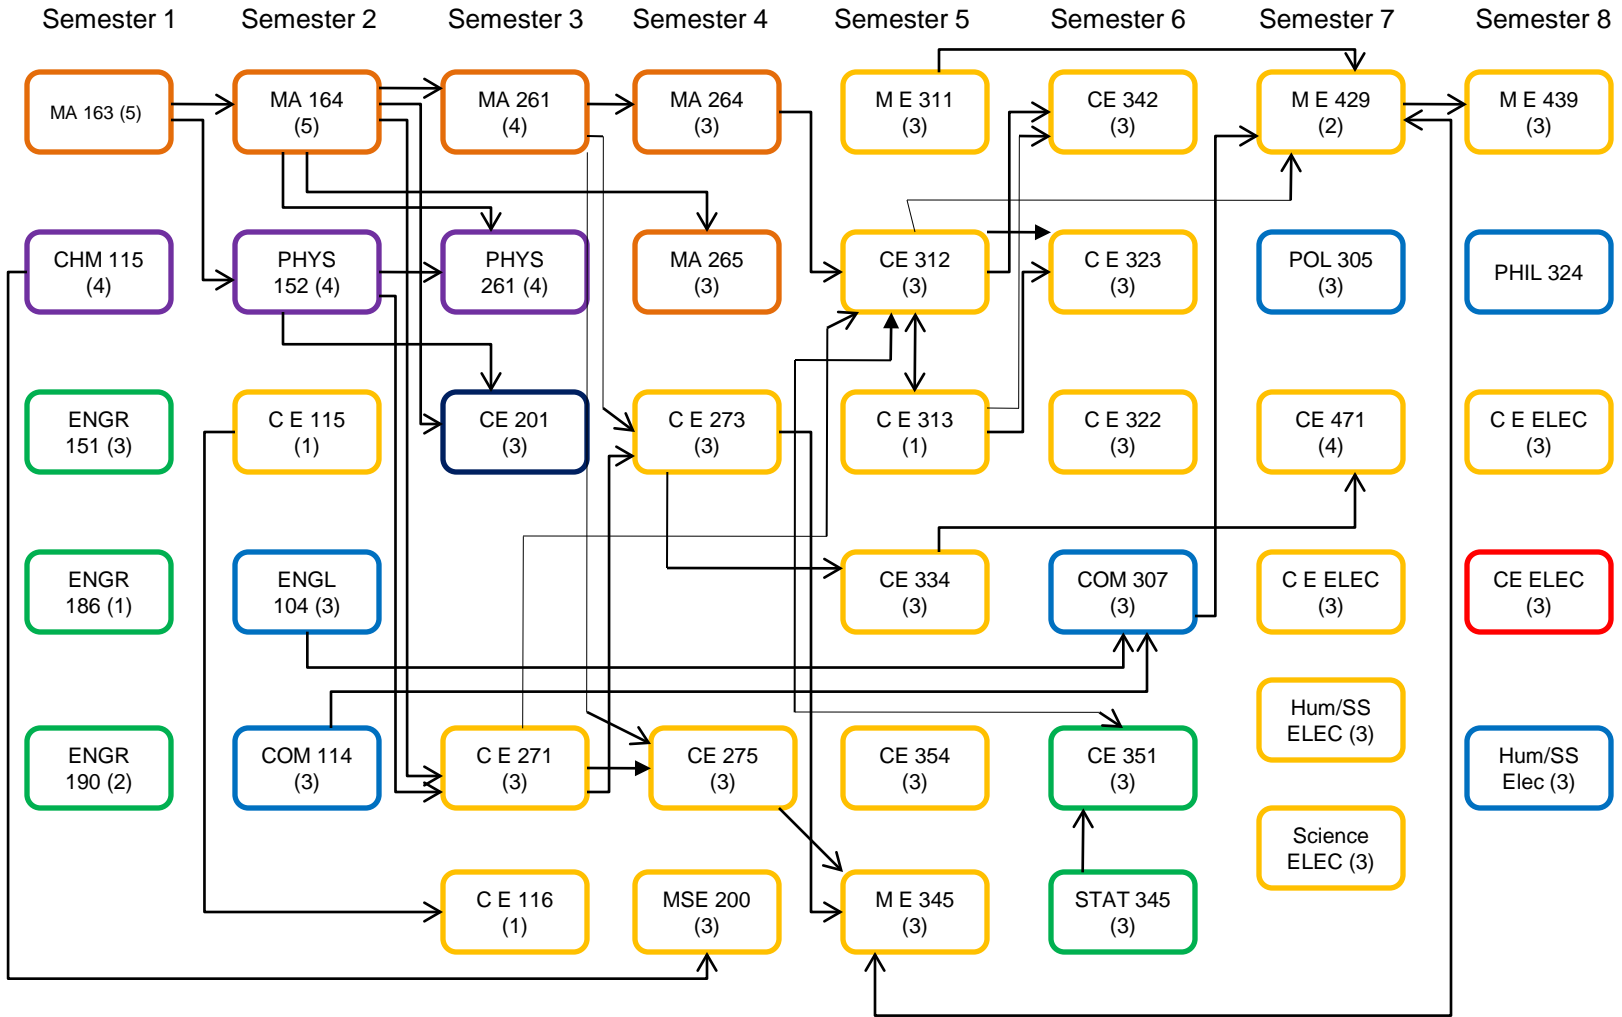 Semester 1
Semester 2
Semester 3
Semester 4
Semester 5
Semester 6
Semester 7
Semester 8
MA 163 (5)
MA 164
(5)
MA 261
(4)
MA 264
(3)
M E 311
(3)
CE 342
(3)
M E 429
(2)
M E 439
(3)
CHM 115
(4)
PHYS
152 (4)
PHYS
261 (4)
MA 265
(3)
CE 312
(3)
C E 323
(3)
POL 305
(3)
PHIL 324
ENGR
151 (3)
C E 115
(1)
CE 201
(3)
C E 273
(3)
C E 313
(1)
C E 322
(3)
CE 471
(4)
C E ELEC
(3)
ENGR
186 (1)
ENGL
104 (3)
CE 334
(3)
COM 307
(3)
C E ELEC
(3)
CE ELEC
(3)
Hum/SS
ELEC (3)
ENGR
190 (2)
COM 114
(3)
C E 271
(3)
CE 275
(3)
CE 354
(3)
CE 351
(3)
Hum/SS
Elec (3)
Science
ELEC (3)
C E 116
(1)
MSE 200
(3)
M E 345
(3)
STAT 345
(3)